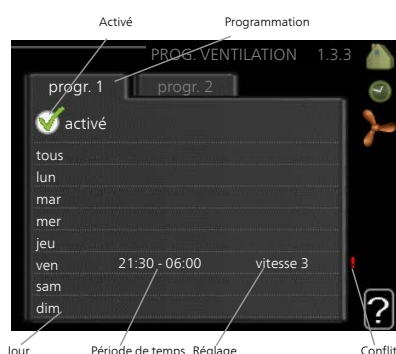 Activé Programmation
PROG. VENTILATION 1.3.3
progr. 1 progr. 2
activé
tous
lun
mar
mer
jeu
ven 21:30 - 06:00 vitesse 3 !
sam
dim
?
Jour Période de temps Réglage Conflit